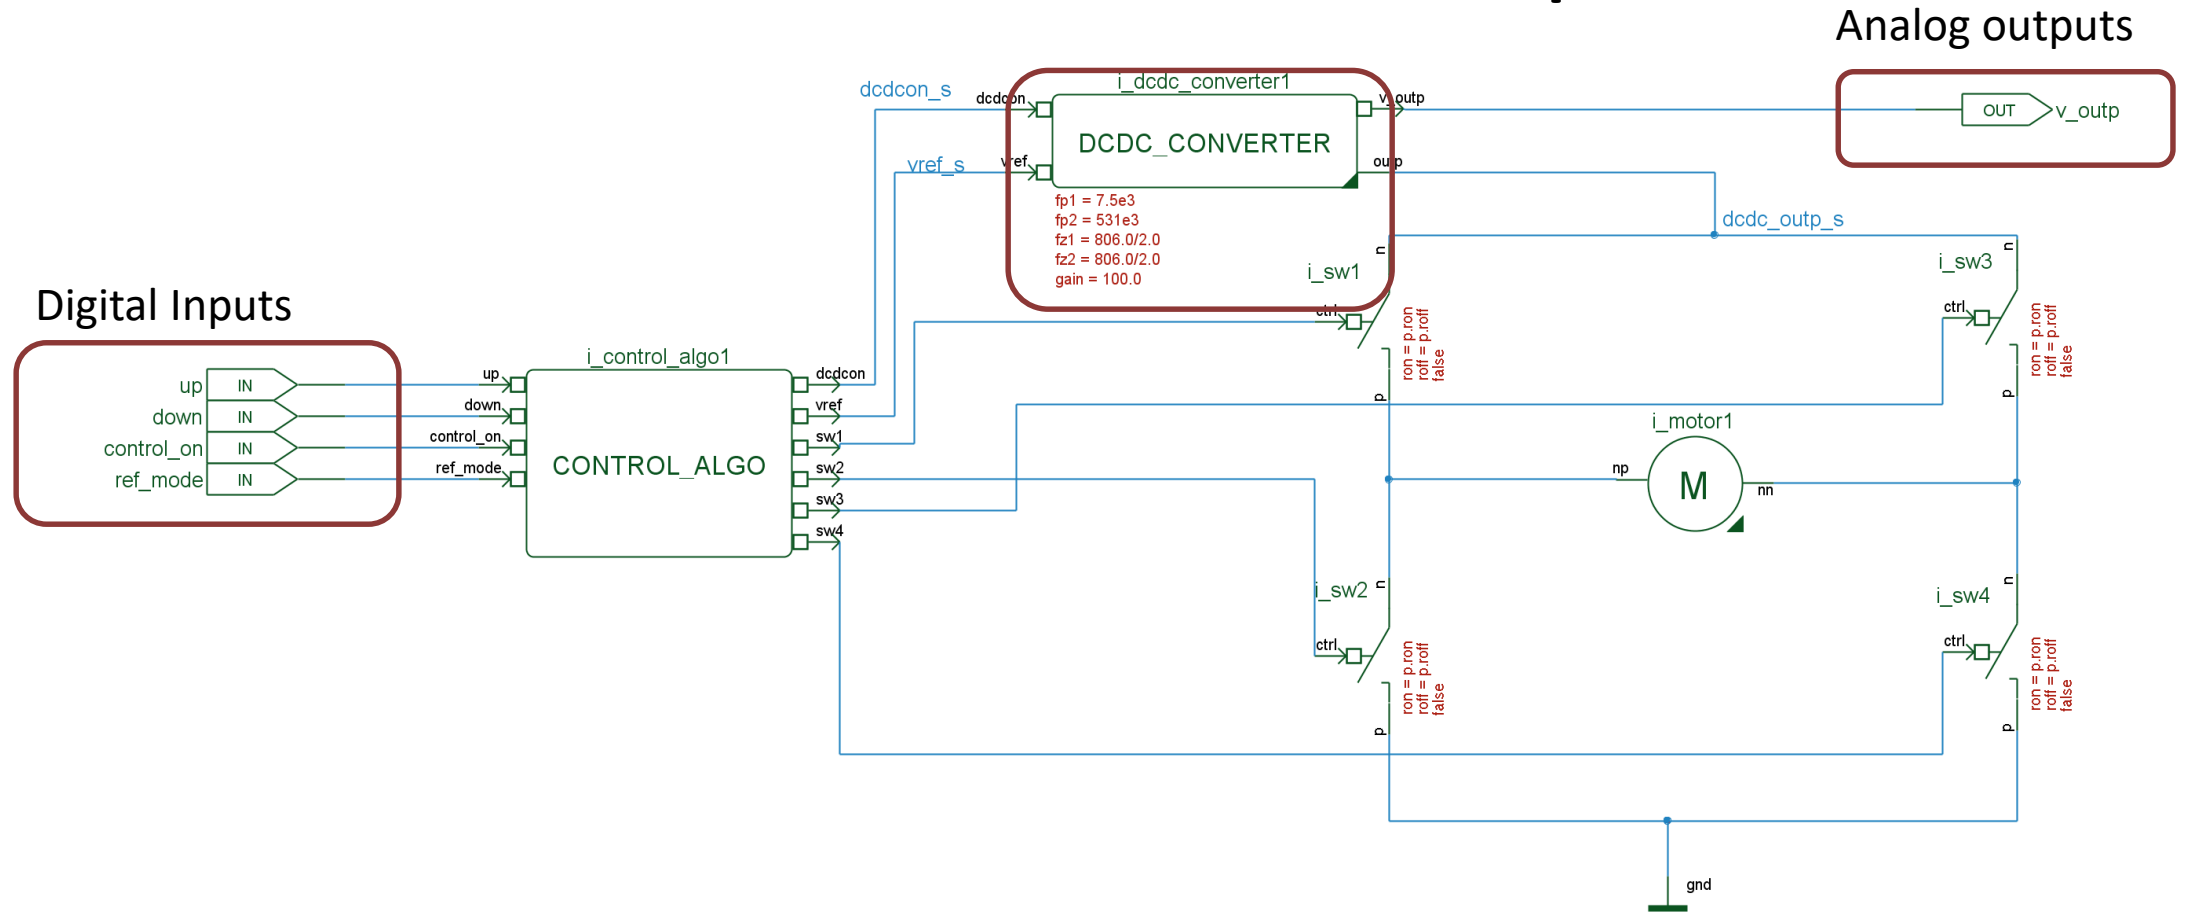 Analog outputs
i_dcdc_converter1
dcdcon_s
dcdcon
v_outp
DCDC_CONVERTER
OUT
v_outp
vref_s
vref
outp
fp1 = 7.5e3
fp2 = 531e3
fz1 = 806.0/2.0
fz2 = 806.0/2.0
gain = 100.0
dcdc_outp_s
n
i_sw1
ctrl
ron = p.ron
roff = p.roff
false
p
n
i_sw3
ctrl
ron = p.ron
roff = p.roff
false
p
Digital Inputs
up
IN
down
IN
control_on
IN
ref_mode
IN
i_control_algo1
up
down
control_on
ref_mode
CONTROL_ALGO
dcdcon
vref
sw1
sw2
sw3
sw4
i_motor1
np
M
nn
n
i_sw2
ctrl
ron = p.ron
roff = p.roff
false
p
n
i_sw4
ctrl
ron = p.ron
roff = p.roff
false
p
gnd